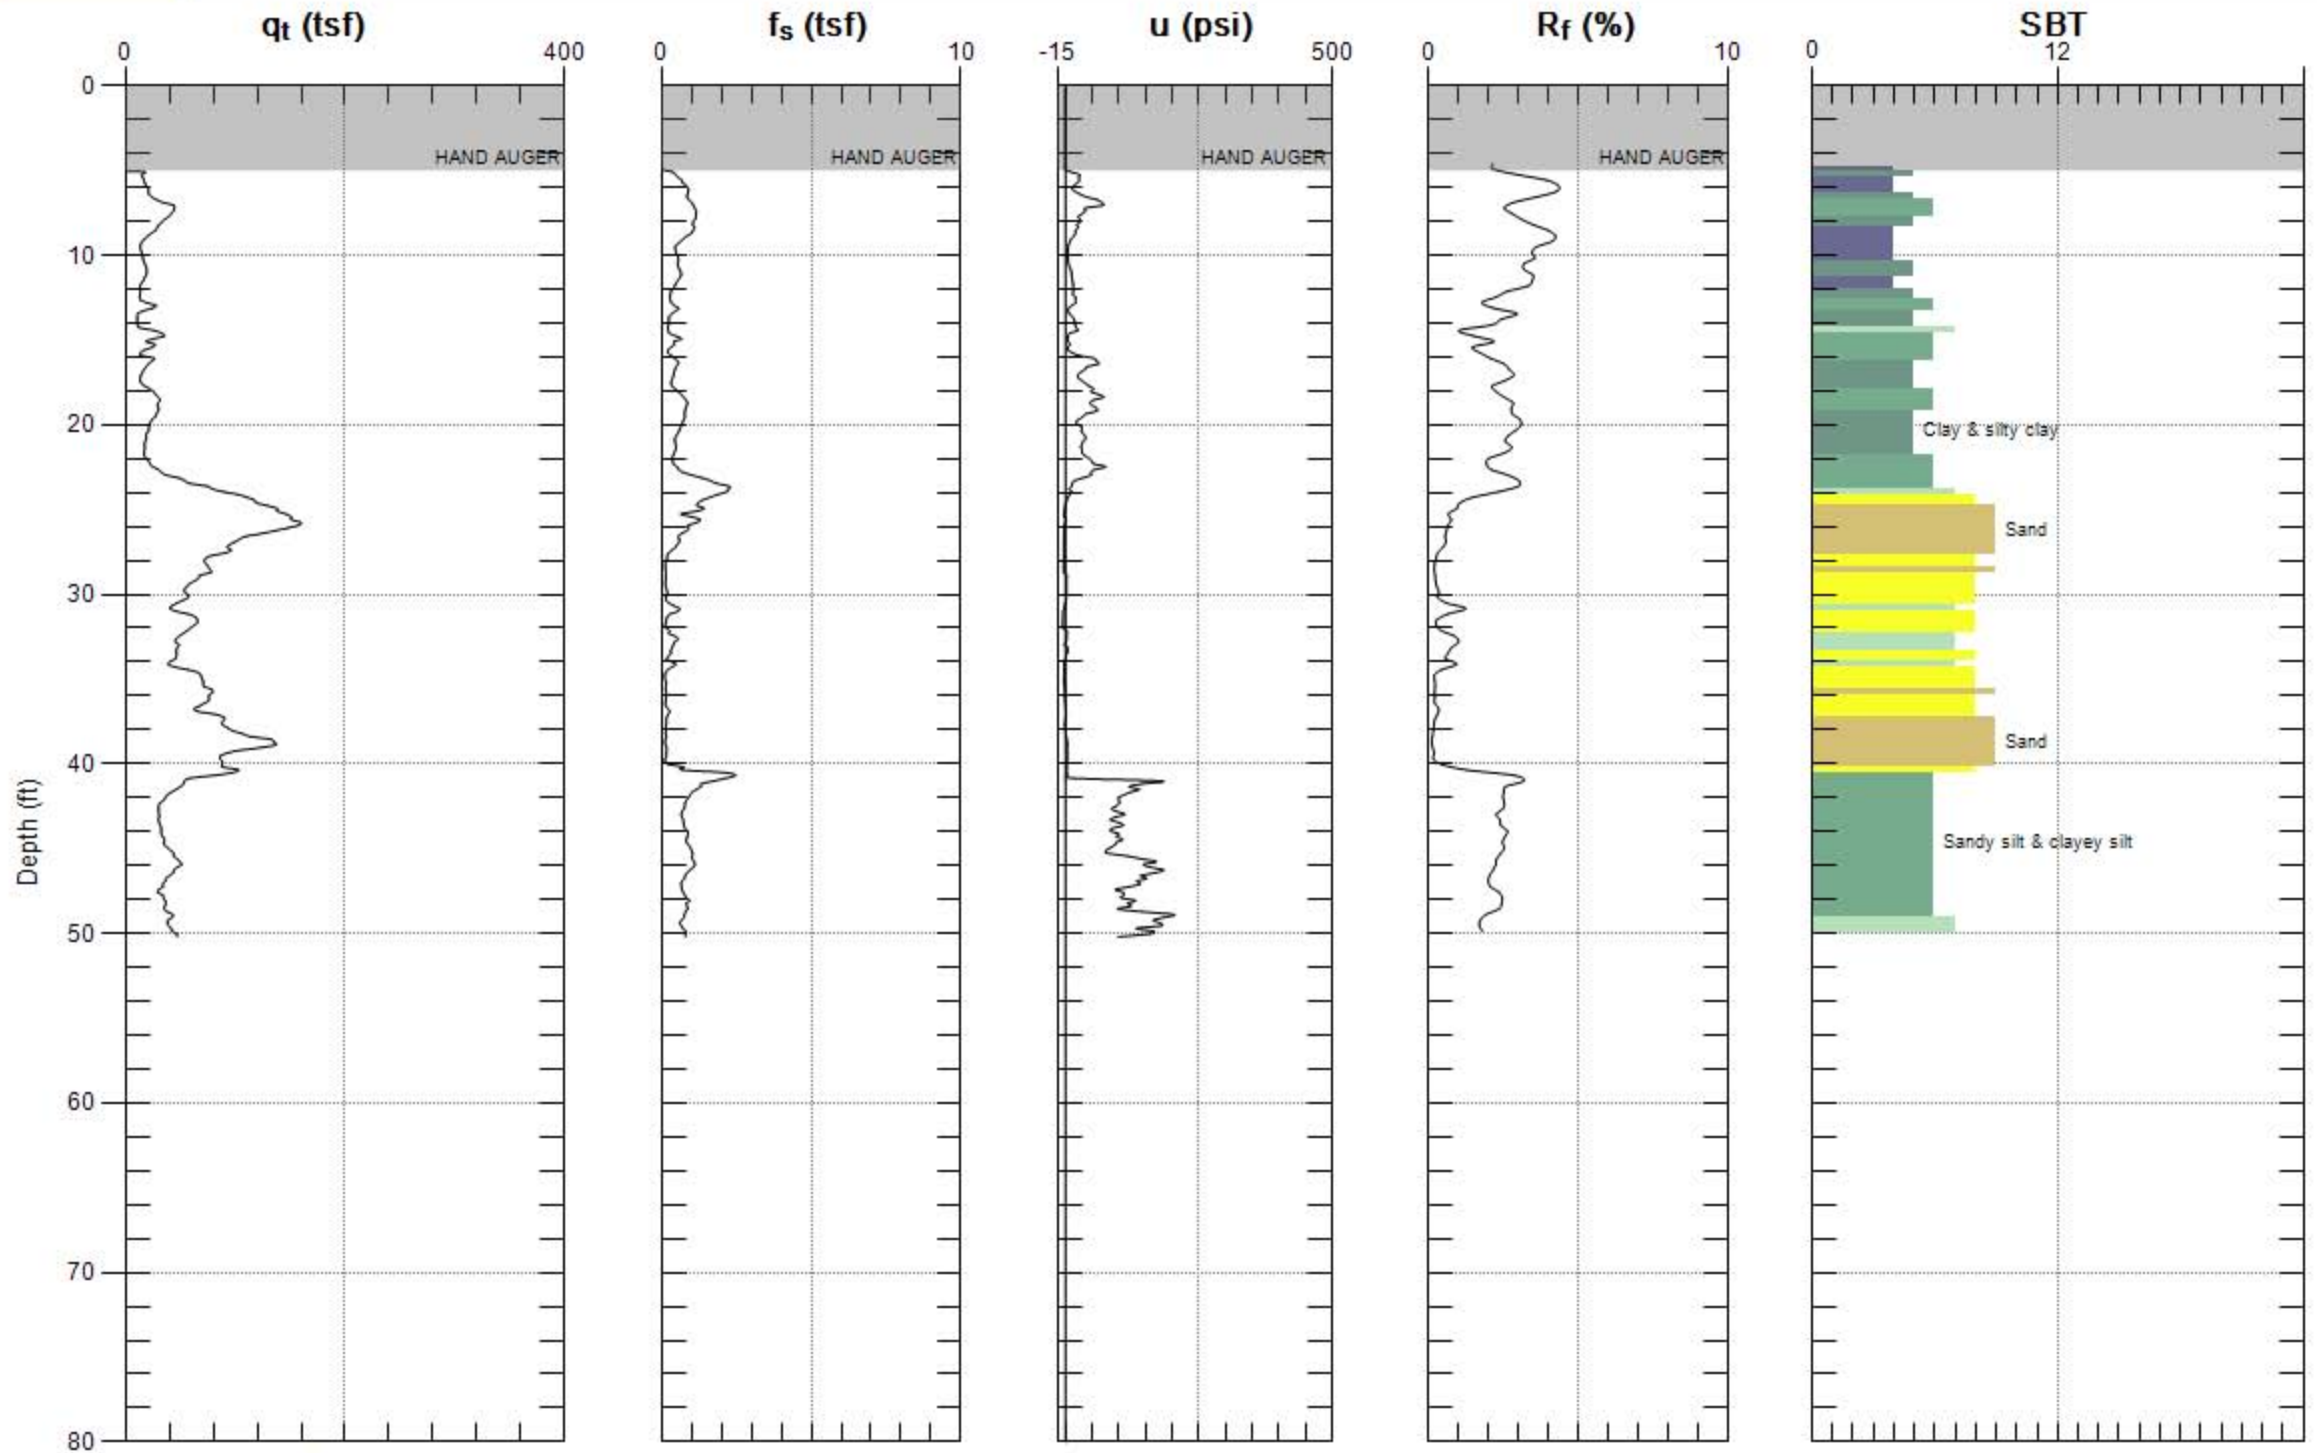 qt (tsf) fs (tsf) u (psi) Rf (%) SBT
0 400 0 10 -15 500 0 10 0 12
0
HAND AUGER HAND AUGER HAND AUGER HAND AUGER
10
20
Clay & silty clay
Sand
30
Sand
40
Depth (ft)
Sandy silt & clayey silt
50
60
70
80